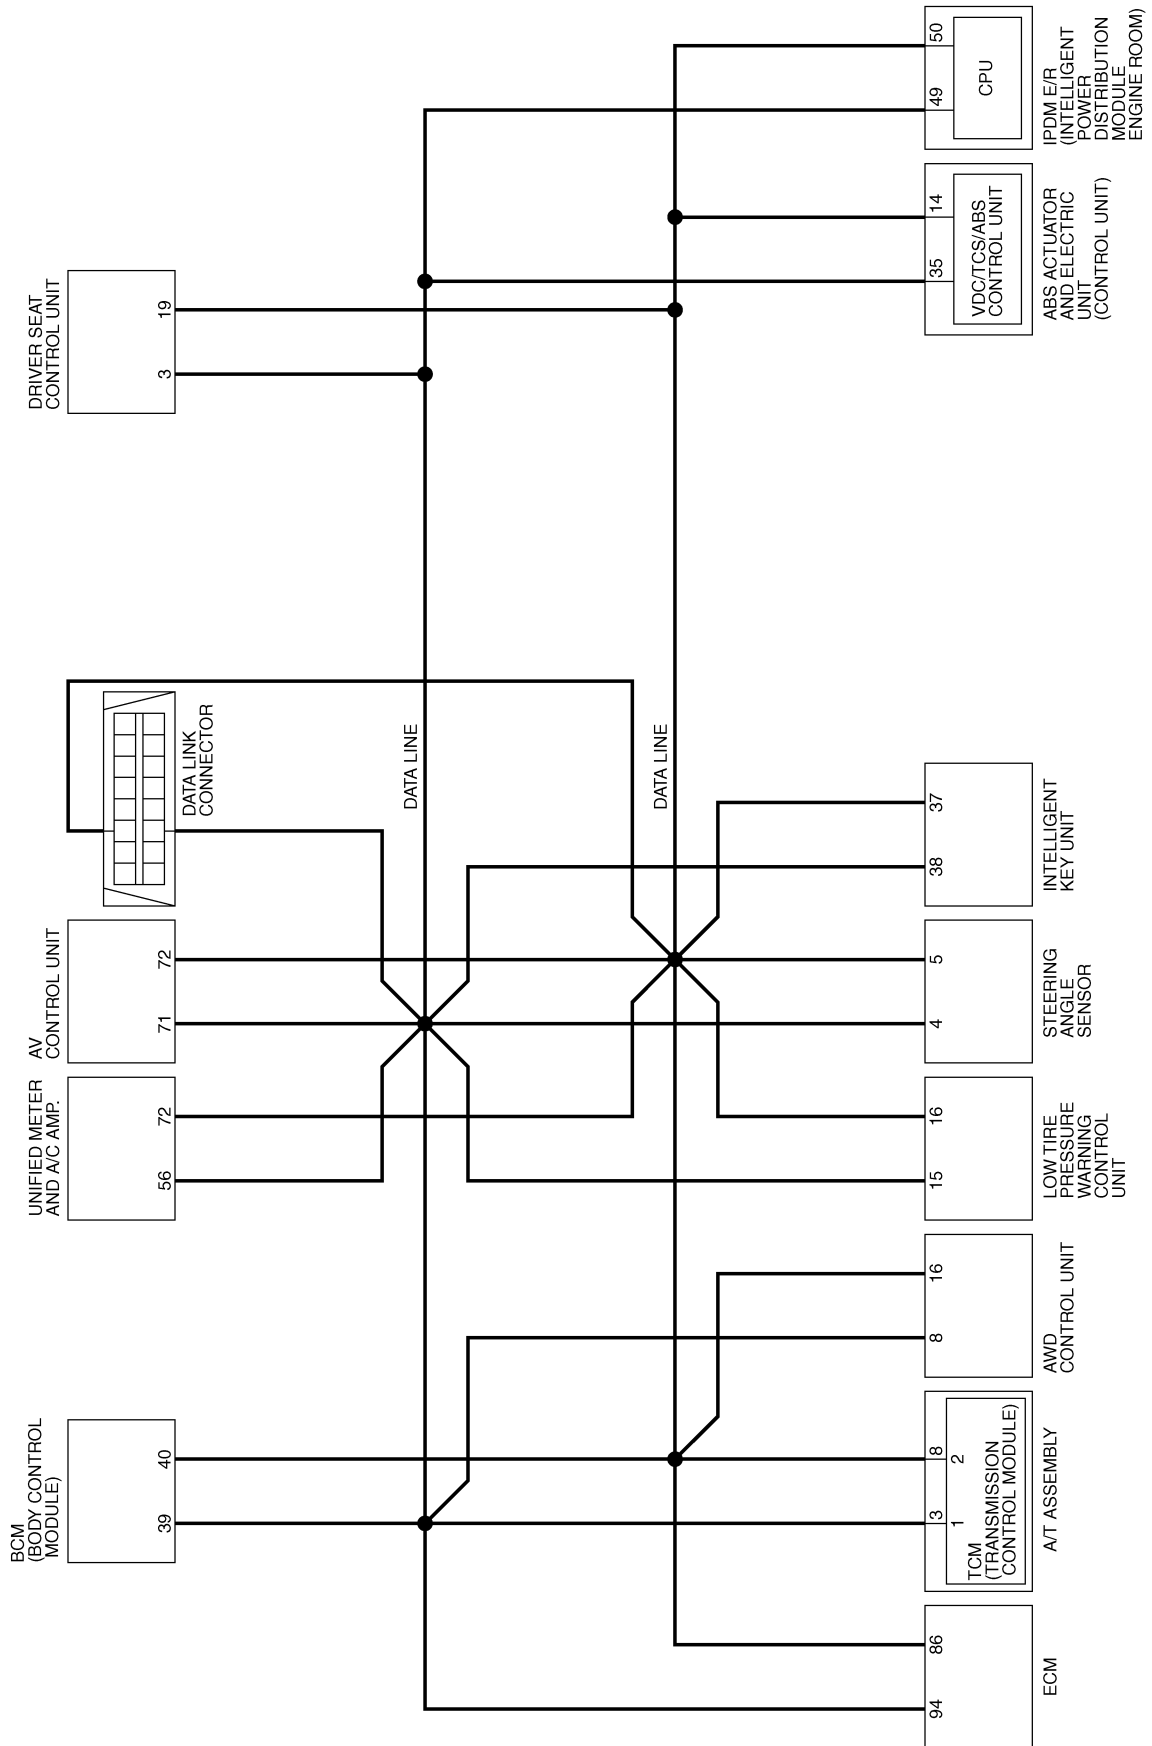 BCM
(BODY CONTROL
MODULE)
39
40
UNIFIED METER
AND A/C AMP.
56
72
AV
CONTROL UNIT
71
72
DATA LINK
CONNECTOR
DRIVER SEAT
CONTROL UNIT
3
19
DATA LINE
DATA LINE
94
86
ECM
3
8
1
2
TCM
(TRANSMISSION
CONTROL MODULE)
A/T ASSEMBLY
8
16
AWD
CONTROL UNIT
15
16
LOW TIRE
PRESSURE
WARNING
CONTROL
UNIT
4
5
STEERING
ANGLE
SENSOR
38
37
INTELLIGENT
KEY UNIT
35
14
VDC/TCS/ABS
CONTROL UNIT
ABS ACTUATOR
AND ELECTRIC
UNIT
(CONTROL UNIT)
49
50
CPU
IPDM E/R
(INTELLIGENT
POWER
DISTRIBUTION
MODULE
ENGINE ROOM)